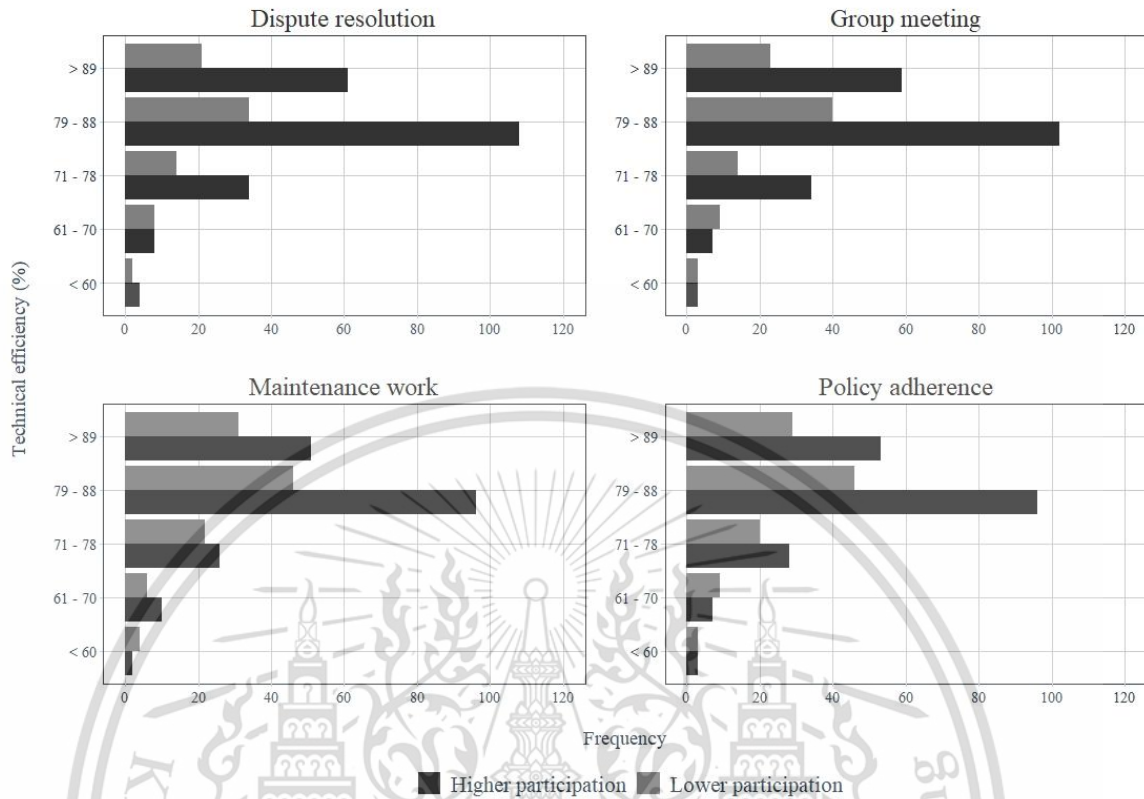 Dispute resolution
Group meeting
> 89
79 - 88
71 - 78
61 - 70
< 60
0 20 40 60 80 100 120
> 89
79 - 88
71 - 78
61 - 70
< 60
0 20 40 60 80 100 120
Technical efficiency (%)
Maintenance work
Policy adherence
> 89
79 - 88
71 - 78
61 - 70
< 60
0 20 40 60 80 100 120
> 89
79 - 88
71 - 78
61 - 70
< 60
0 20 40 60 80 100 120
Frequency
Higher participation Lower participation